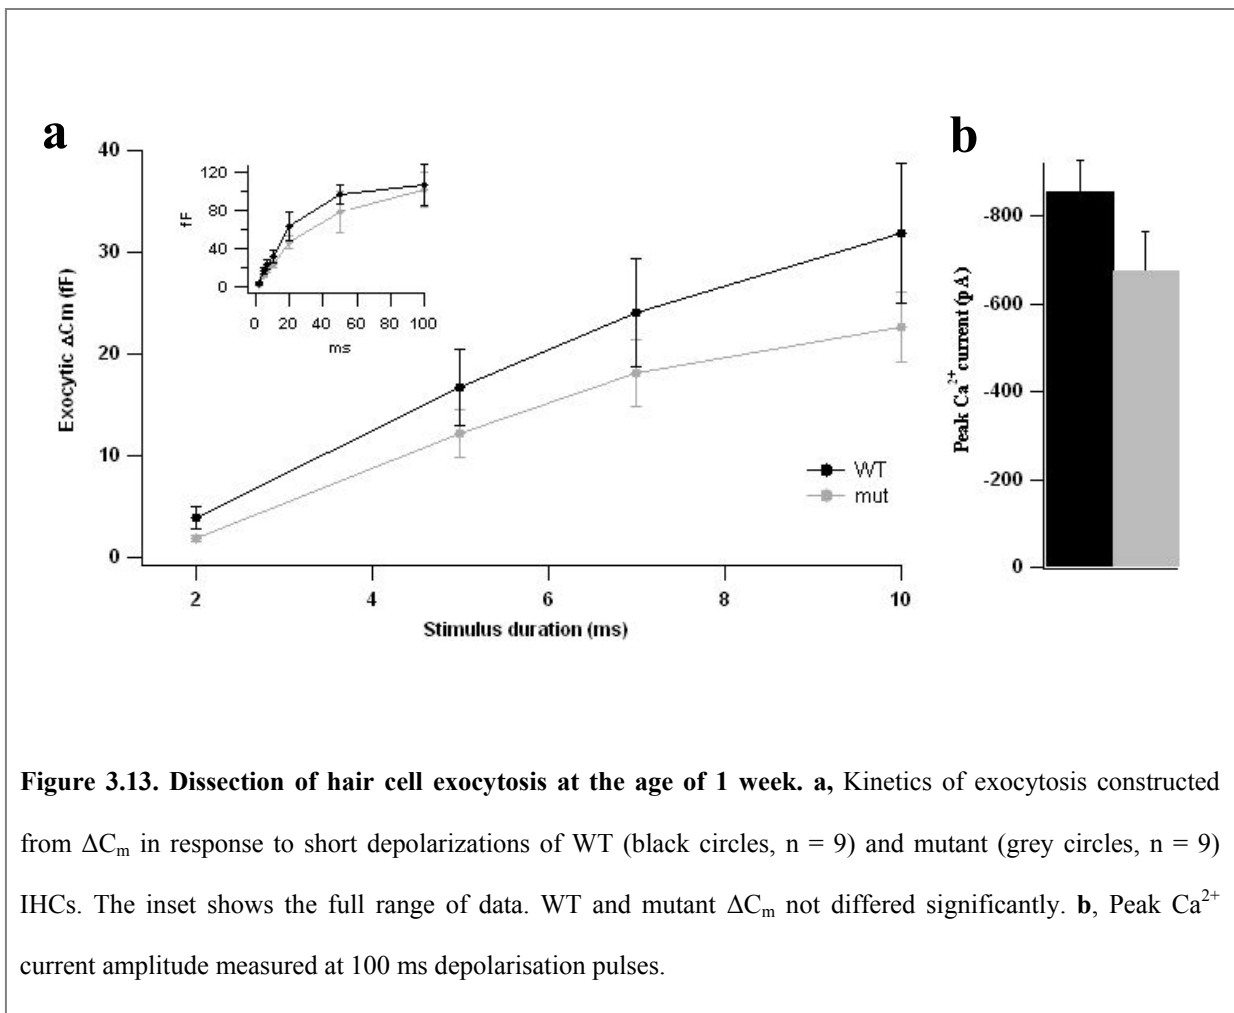 a
b
40
30
20
10
0
Exocytic ΔCm (fF)
2
4
6
8
10
Stimulus duration (ms)
120
80
40
0
fF
0 20 40 60 80 100
ms
WT
mut
-800
-600
-400
-200
0
Peak Ca²⁺ current (pA)
Figure 3.13. Dissection of hair cell exocytosis at the age of 1 week. a, Kinetics of exocytosis constructed
from ΔCₘ in response to short depolarizations of WT (black circles, n = 9) and mutant (grey circles, n = 9)
IHCs. The inset shows the full range of data. WT and mutant ΔCₘ not differed significantly. b, Peak Ca²⁺
current amplitude measured at 100 ms depolarisation pulses.